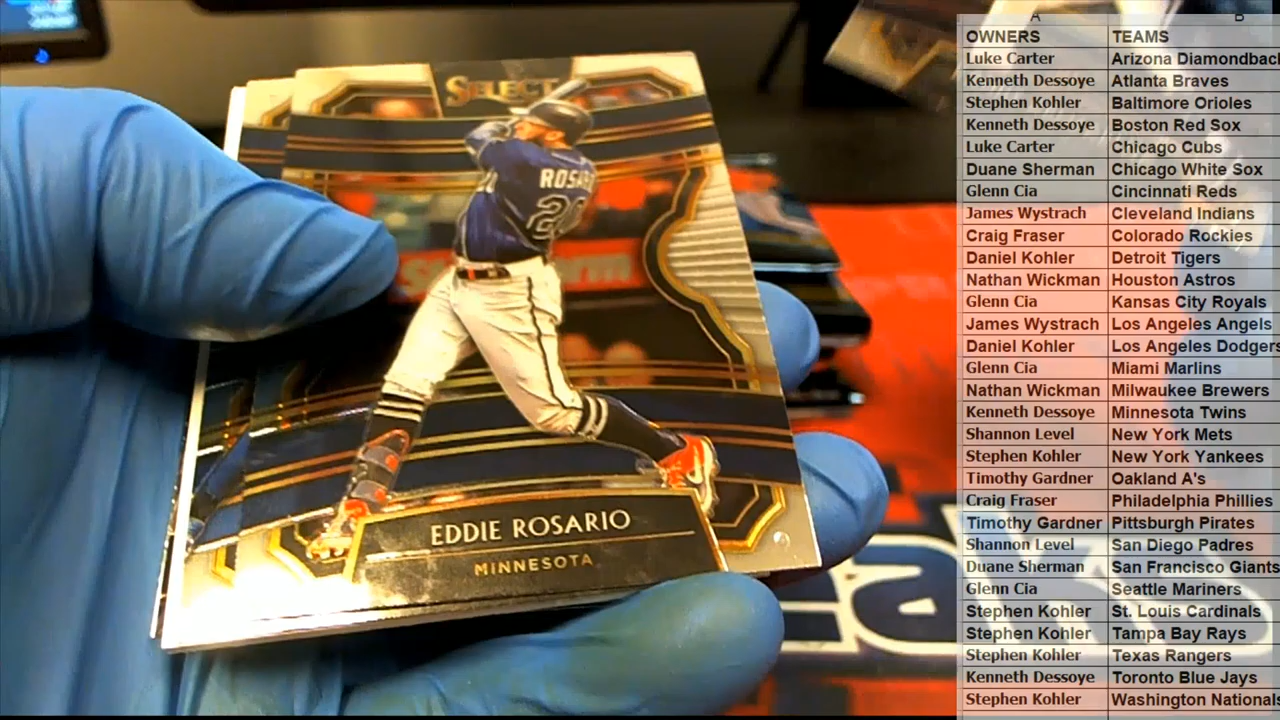 SELECT
ROSARIO
20
EDDIE ROSARIO
MINNESOTA
A B
OWNERS TEAMS
Luke Carter Arizona Diamondbac
Kenneth Dessoye Atlanta Braves
Stephen Kohler Baltimore Orioles
Kenneth Dessoye Boston Red Sox
Luke Carter Chicago Cubs
Duane Sherman Chicago White Sox
Glenn Cia Cincinnati Reds
James Wystrach Cleveland Indians
Craig Fraser Colorado Rockies
Daniel Kohler Detroit Tigers
Nathan Wickman Houston Astros
Glenn Cia Kansas City Royals
James Wystrach Los Angeles Angels
Daniel Kohler Los Angeles Dodgers
Glenn Cia Miami Marlins
Nathan Wickman Milwaukee Brewers
Kenneth Dessoye Minnesota Twins
Shannon Level New York Mets
Stephen Kohler New York Yankees
Timothy Gardner Oakland A's
Craig Fraser Philadelphia Phillies
Timothy Gardner Pittsburgh Pirates
Shannon Level San Diego Padres
Duane Sherman San Francisco Giants
Glenn Cia Seattle Mariners
Stephen Kohler St. Louis Cardinals
Stephen Kohler Tampa Bay Rays
Stephen Kohler Texas Rangers
Kenneth Dessoye Toronto Blue Jays
Stephen Kohler Washington Nationals